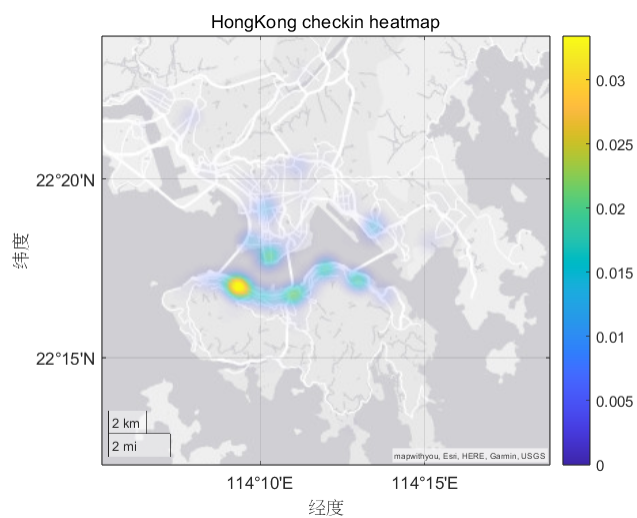 HongKong checkin heatmap
22°20'N
22°15'N
纬度
114°10'E
114°15'E
经度
2 km
2 mi
mapwithyou, Esri, HERE, Garmin, USGS
0.03
0.025
0.02
0.015
0.01
0.005
0